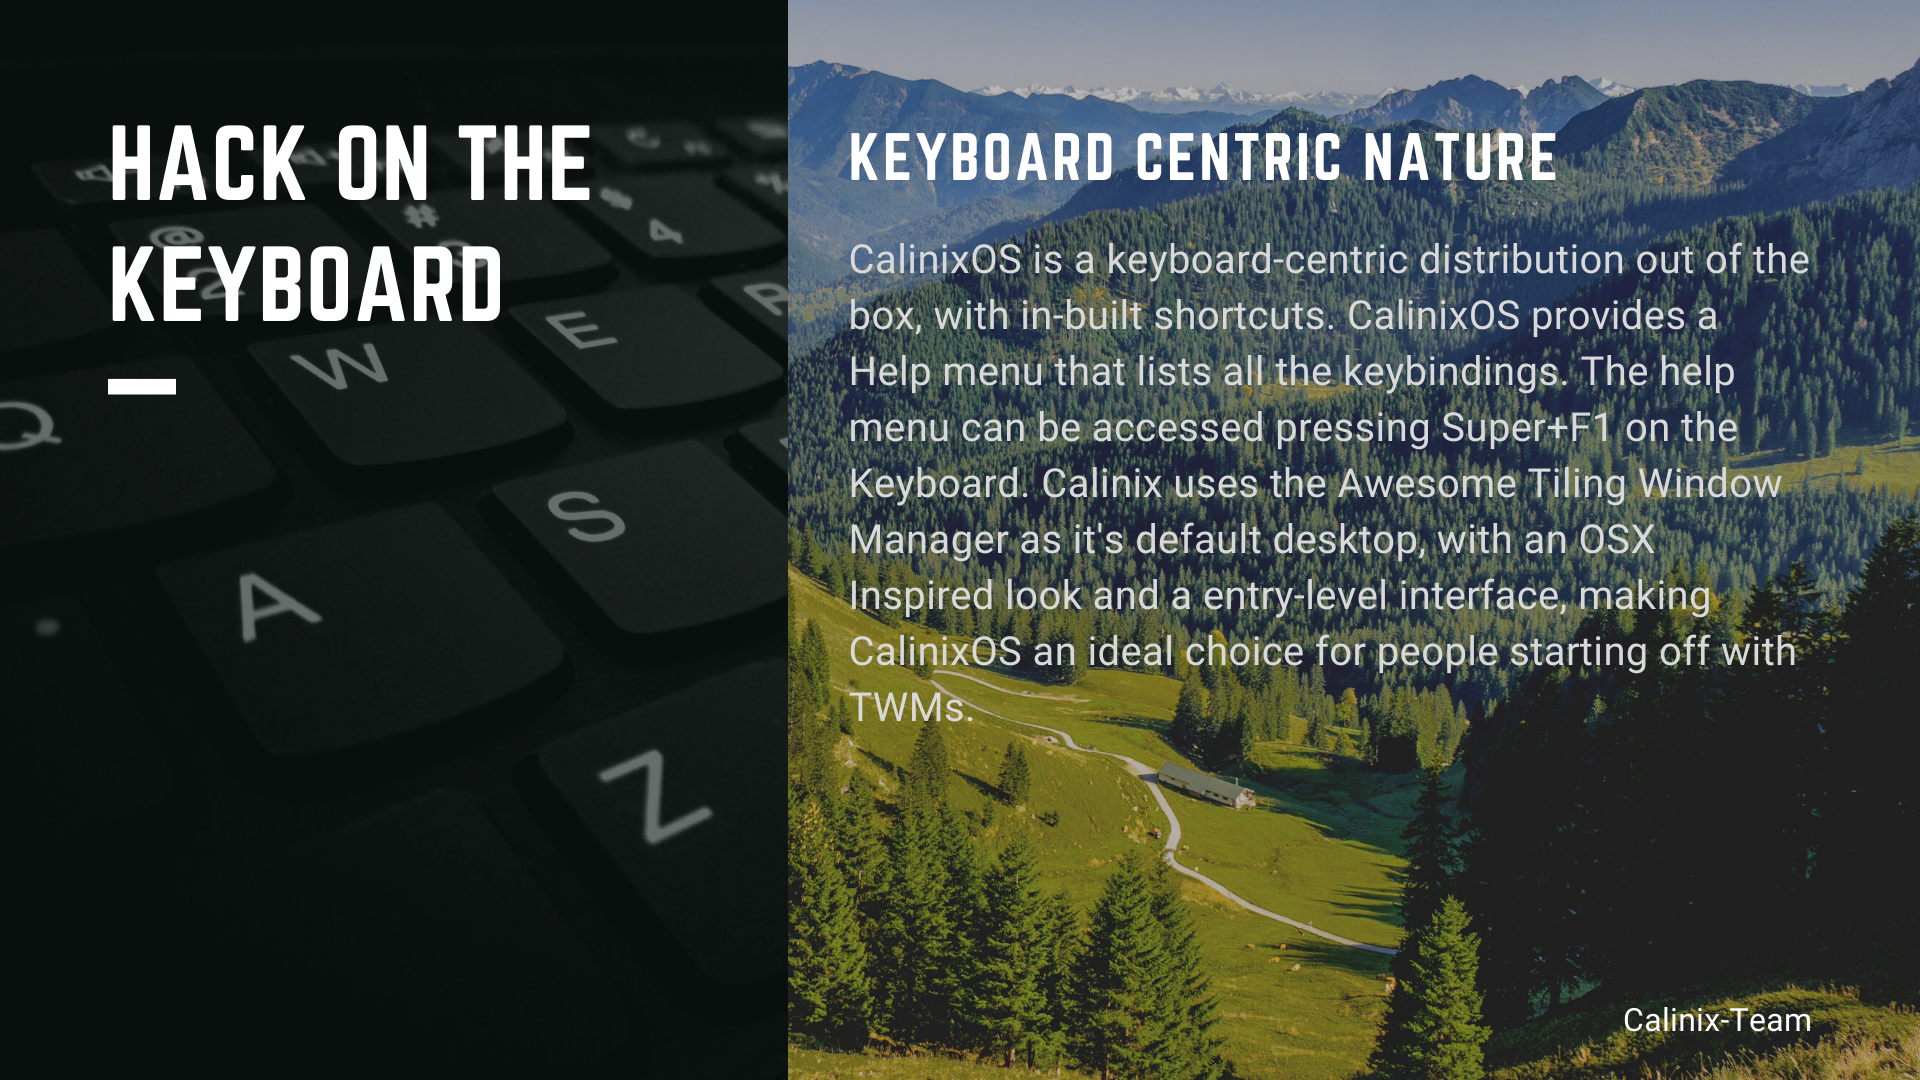 HACK ON THE
KEYBOARD
@
2
#
4
Q
W
E
A
S
Z
KEYBOARD CENTRIC NATURE
CalinixOS is a keyboard-centric distribution out of the
box, with in-built shortcuts. CalinixOS provides a
Help menu that lists all the keybindings. The help
menu can be accessed pressing Super+F1 on the
Keyboard. Calinix uses the Awesome Tiling Window
Manager as it's default desktop, with an OSX
Inspired look and a entry-level interface, making
CalinixOS an ideal choice for people starting off with
TWMs.
Calinix-Team